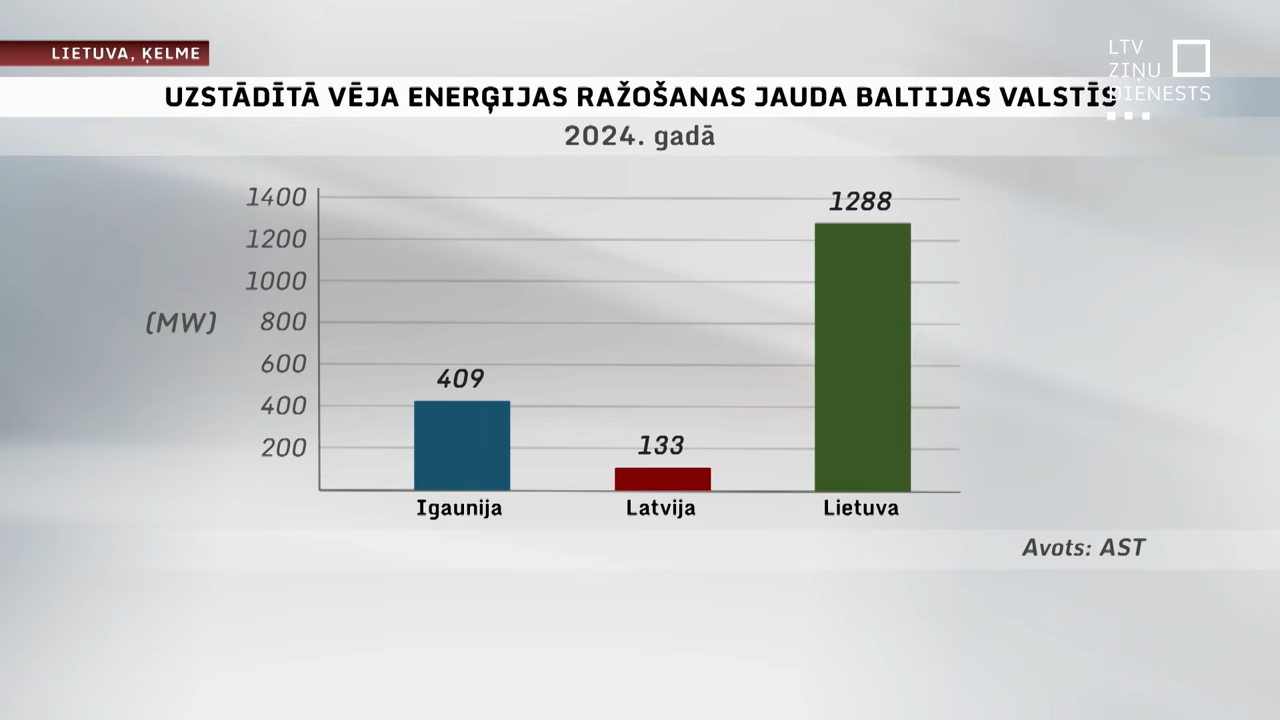 LIETUVA, ĶELME
LTV
ZIŅU
DIENESTS
UZSTĀDĪTĀ VĒJA ENERĢIJAS RAŽOŠANAS JAUDA BALTIJAS VALSTĪS
2024. gadā
(MW)
1400
1200
1000
800
600
400
200
409
133
1288
Igaunija
Latvija
Lietuva
Avots: AST